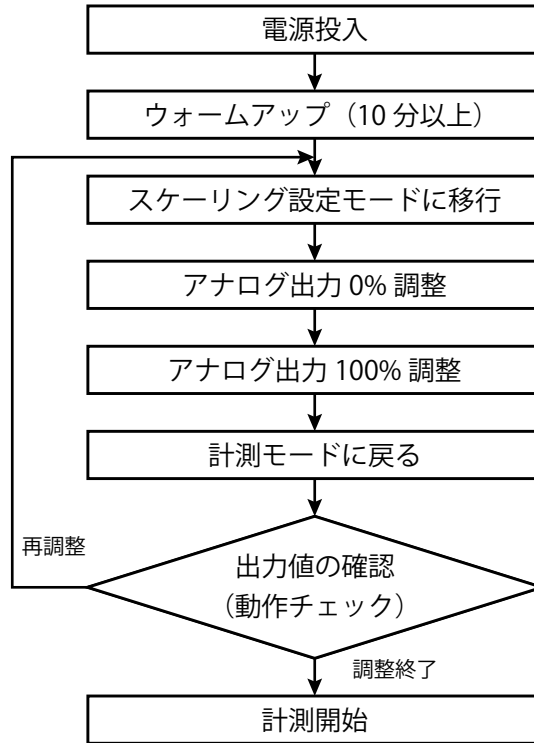 電源投入
ウォームアップ（10 分以上）
スケーリング設定モードに移行
アナログ出力 0% 調整
アナログ出力 100% 調整
計測モードに戻る
再調整
出力値の確認
（動作チェック）
調整終了
計測開始